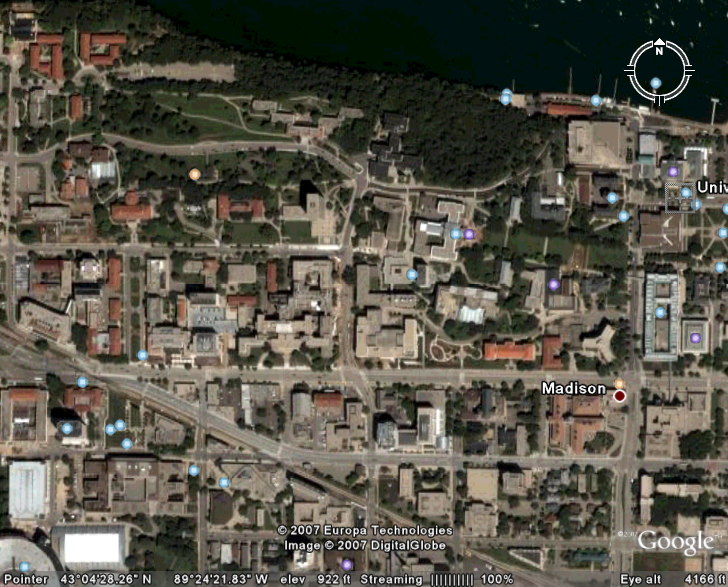 N
Univ
Madison
© 2007 Europa Technologies
Image © 2007 DigitalGlobe
Google
Pointer 43°04'28.26" N 89°24'21.83" W elev 922 ft Streaming |||||||||| 100% Eye alt